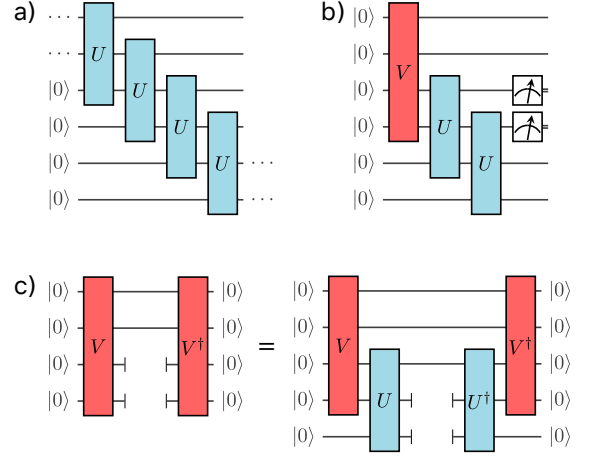 a) b)
··· |0⟩
··· U |0⟩
|0⟩ U |0⟩ V
|0⟩ U |0⟩ U
|0⟩ U ··· |0⟩ U
|0⟩ |0⟩
c) |0⟩ |0⟩ |0⟩ |0⟩
|0⟩ |0⟩ |0⟩ |0⟩
V V† = V V†
|0⟩ |0⟩ |0⟩ |0⟩
|0⟩ |0⟩ |0⟩ U U† |0⟩
|0⟩ |0⟩